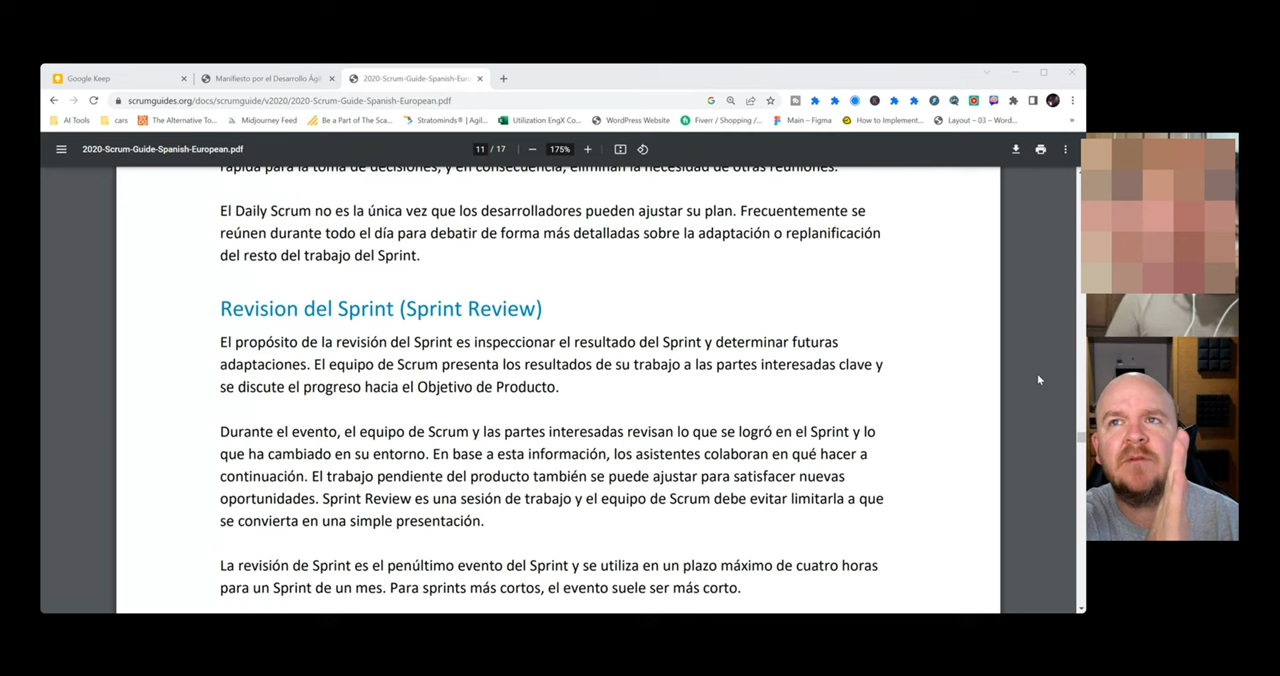 Google Keep
Manifiesto por el Desarrollo Ágil
2020-Scrum-Guide-Spanish-Euro
scrumguides.org/docs/scrumguide/v2020/2020-Scrum-Guide-Spanish-European.pdf
AI Tools
cars
The Alternative To...
Midjourney Feed
Be a Part of The Sca...
Stratominds® | Agil...
Utilization EngX Co...
WordPress Website
Fiverr / Shopping /...
Main – Figma
How to Implement...
Layout – 03 – Word...
2020-Scrum-Guide-Spanish-European.pdf
11 / 17
175%
rápida para la toma de decisiones, y en consecuencia, eliminan la necesidad de otras reuniones.
El Daily Scrum no es la única vez que los desarrolladores pueden ajustar su plan. Frecuentemente se
reúnen durante todo el día para debatir de forma más detalladas sobre la adaptación o replanificación
del resto del trabajo del Sprint.
Revision del Sprint (Sprint Review)
El propósito de la revisión del Sprint es inspeccionar el resultado del Sprint y determinar futuras
adaptaciones. El equipo de Scrum presenta los resultados de su trabajo a las partes interesadas clave y
se discute el progreso hacia el Objetivo de Producto.
Durante el evento, el equipo de Scrum y las partes interesadas revisan lo que se logró en el Sprint y lo
que ha cambiado en su entorno. En base a esta información, los asistentes colaboran en qué hacer a
continuación. El trabajo pendiente del producto también se puede ajustar para satisfacer nuevas
oportunidades. Sprint Review es una sesión de trabajo y el equipo de Scrum debe evitar limitarla a que
se convierta en una simple presentación.
La revisión de Sprint es el penúltimo evento del Sprint y se utiliza en un plazo máximo de cuatro horas
para un Sprint de un mes. Para sprints más cortos, el evento suele ser más corto.